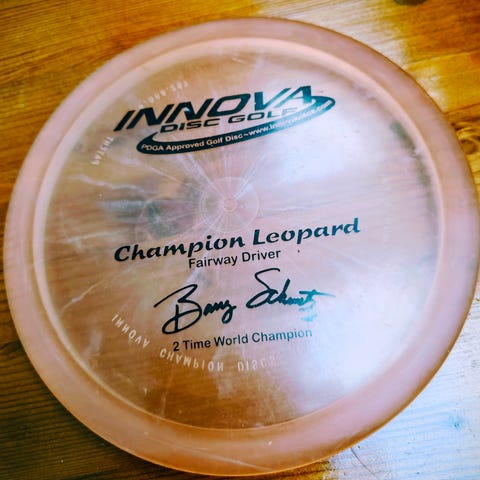 INNOVA
DISC GOLF
PDGA Approved Golf Disc~www.innovadiscs.com
Champion Leopard
Fairway Driver
Barry Schultz
2 Time World Champion
INNOVA CHAMPION DISCS